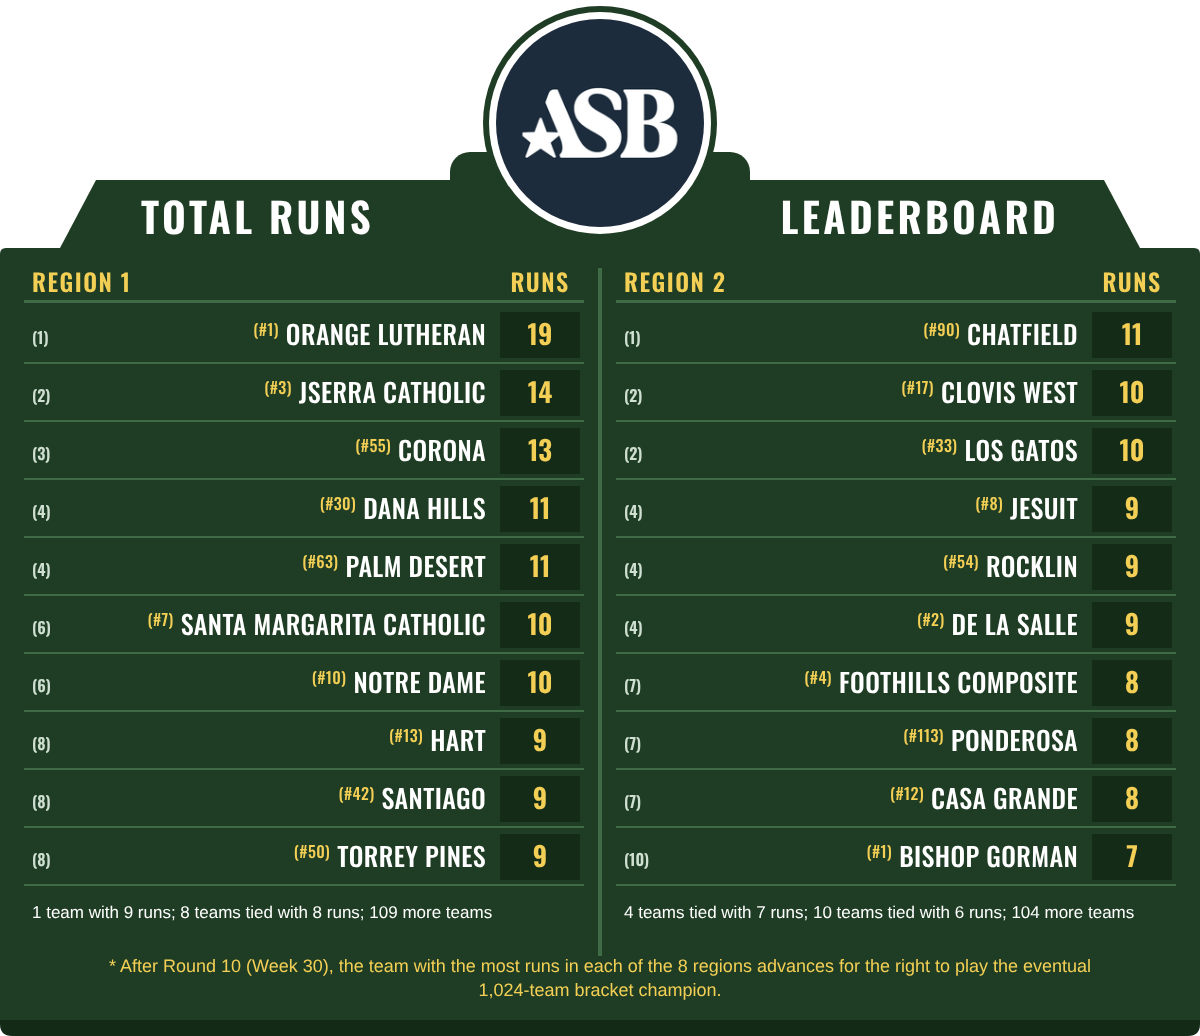 ASB
TOTAL RUNS
LEADERBOARD
REGION 1 RUNS
(1) (#1) ORANGE LUTHERAN 19
(2) (#3) JSERRA CATHOLIC 14
(3) (#55) CORONA 13
(4) (#30) DANA HILLS 11
(4) (#63) PALM DESERT 11
(6) (#7) SANTA MARGARITA CATHOLIC 10
(6) (#10) NOTRE DAME 10
(8) (#13) HART 9
(8) (#42) SANTIAGO 9
(8) (#50) TORREY PINES 9
1 team with 9 runs; 8 teams tied with 8 runs; 109 more teams
REGION 2 RUNS
(1) (#90) CHATFIELD 11
(2) (#17) CLOVIS WEST 10
(2) (#33) LOS GATOS 10
(4) (#8) JESUIT 9
(4) (#54) ROCKLIN 9
(4) (#2) DE LA SALLE 9
(7) (#4) FOOTHILLS COMPOSITE 8
(7) (#113) PONDEROSA 8
(7) (#12) CASA GRANDE 8
(10) (#1) BISHOP GORMAN 7
4 teams tied with 7 runs; 10 teams tied with 6 runs; 104 more teams
* After Round 10 (Week 30), the team with the most runs in each of the 8 regions advances for the right to play the eventual
1,024-team bracket champion.